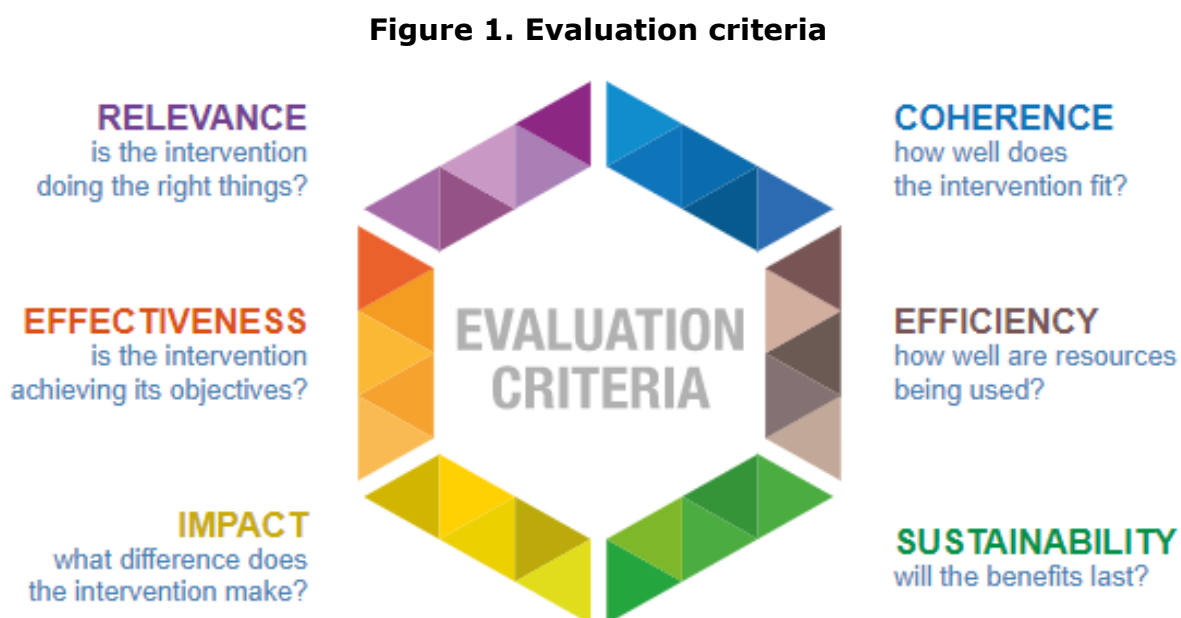 Figure 1. Evaluation criteria
RELEVANCE
is the intervention
doing the right things?
COHERENCE
how well does
the intervention fit?
EFFECTIVENESS
is the intervention
achieving its objectives?
EVALUATION
CRITERIA
EFFICIENCY
how well are resources
being used?
IMPACT
what difference does
the intervention make?
SUSTAINABILITY
will the benefits last?